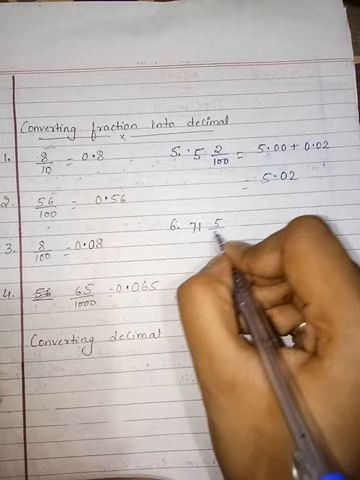 Converting fraction into decimal
1. 8/10 = 0.8
2. 56/100 = 0.56
3. 8/100 = 0.08
4. 65/1000 = 0.065
5. 5 2/100 = 5.00 + 0.02
= 5.02
6. 71 5
Converting decimal